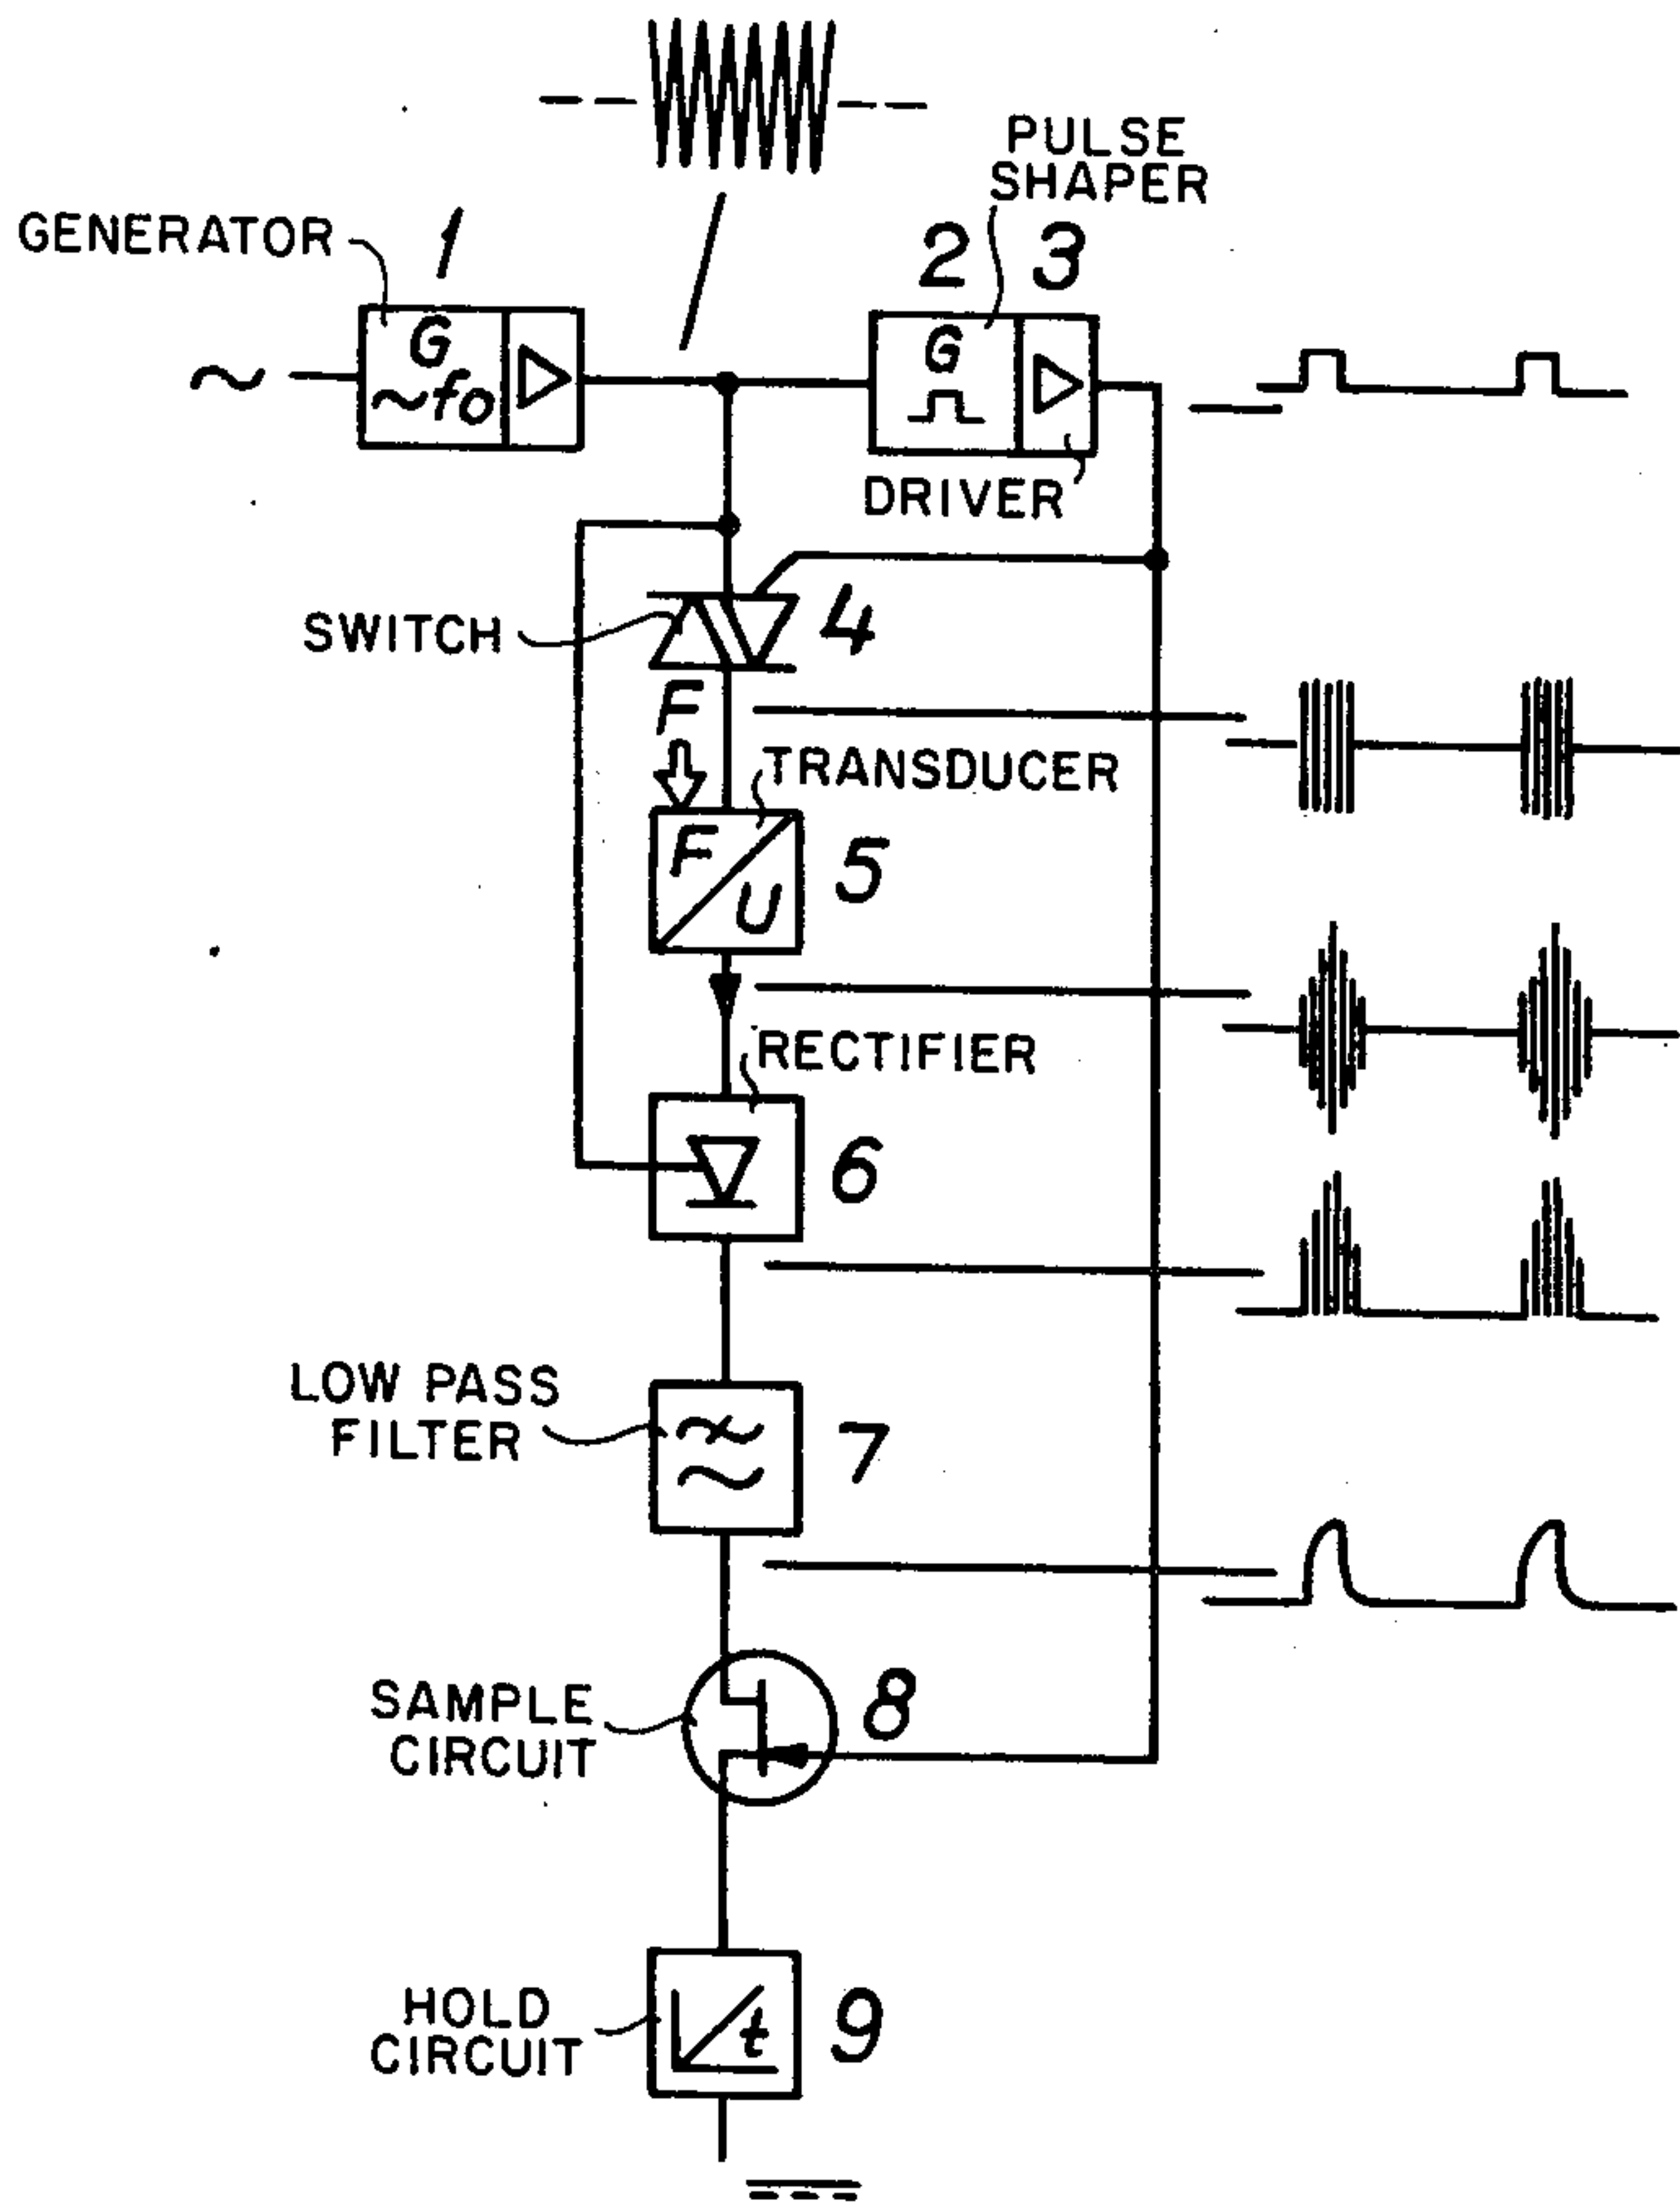 PULSE
SHAPER
GENERATOR
1
2
3
G
~fo
G
DRIVER
SWITCH
4
F
TRANSDUCER
F
U
5
RECTIFIER
6
LOW PASS
FILTER
7
SAMPLE
CIRCUIT
8
HOLD
CIRCUIT
t
9